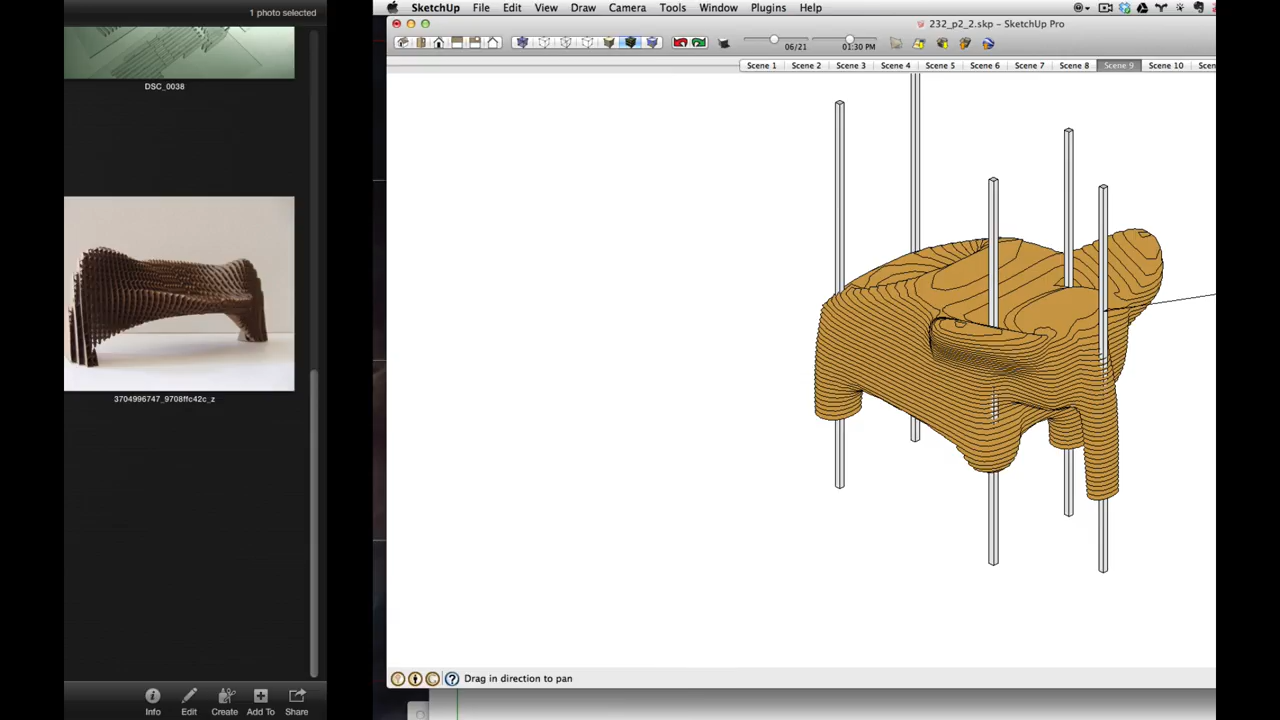 1 photo selected
DSC_0038
3704996747_9708ffc42c_z
Info Edit Create Add To Share
SketchUp File Edit View Draw Camera Tools Window Plugins Help
232_p2_2.skp – SketchUp Pro
06/21 01:30 PM
Scene 1 Scene 2 Scene 3 Scene 4 Scene 5 Scene 6 Scene 7 Scene 8 Scene 9 Scene 10 Scen
Drag in direction to pan